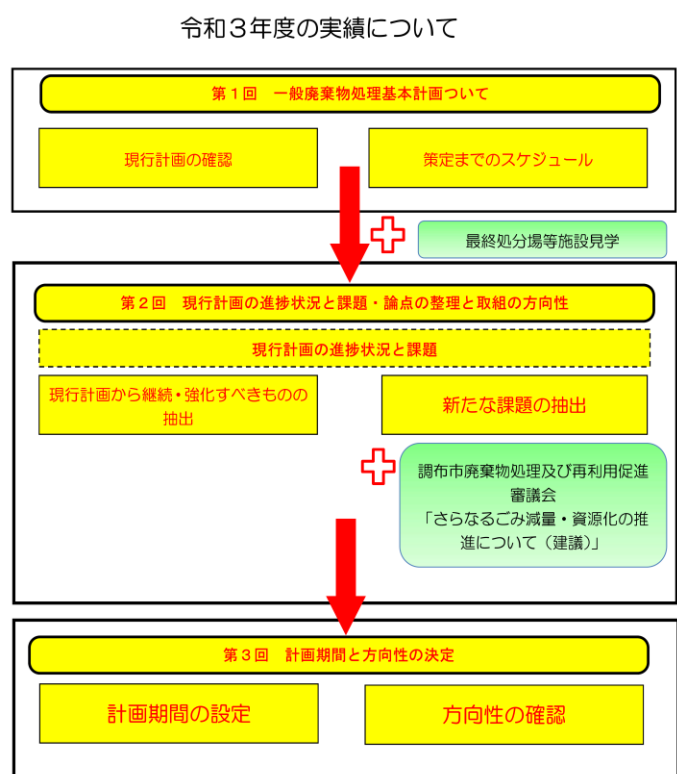 令和３年度の実績について
第１回　一般廃棄物処理基本計画ついて
現行計画の確認
策定までのスケジュール
最終処分場等施設見学
第２回　現行計画の進捗状況と課題・論点の整理と取組の方向性
現行計画の進捗状況と課題
現行計画から継続・強化すべきものの
抽出
新たな課題の抽出
調布市廃棄物処理及び再利用促進
審議会
「さらなるごみ減量・資源化の推
進について（建議）」
第３回　計画期間と方向性の決定
計画期間の設定
方向性の確認